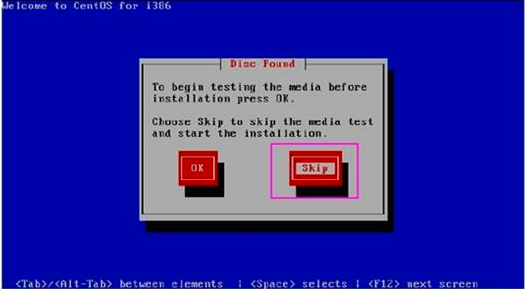 Welcome to CentOS for i386
Disc Found
To begin testing the media before
installation press OK.
Choose Skip to skip the media test
and start the installation.
OK Skip
<Tab>/<Alt-Tab> between elements | <Space> selects | <F12> next screen